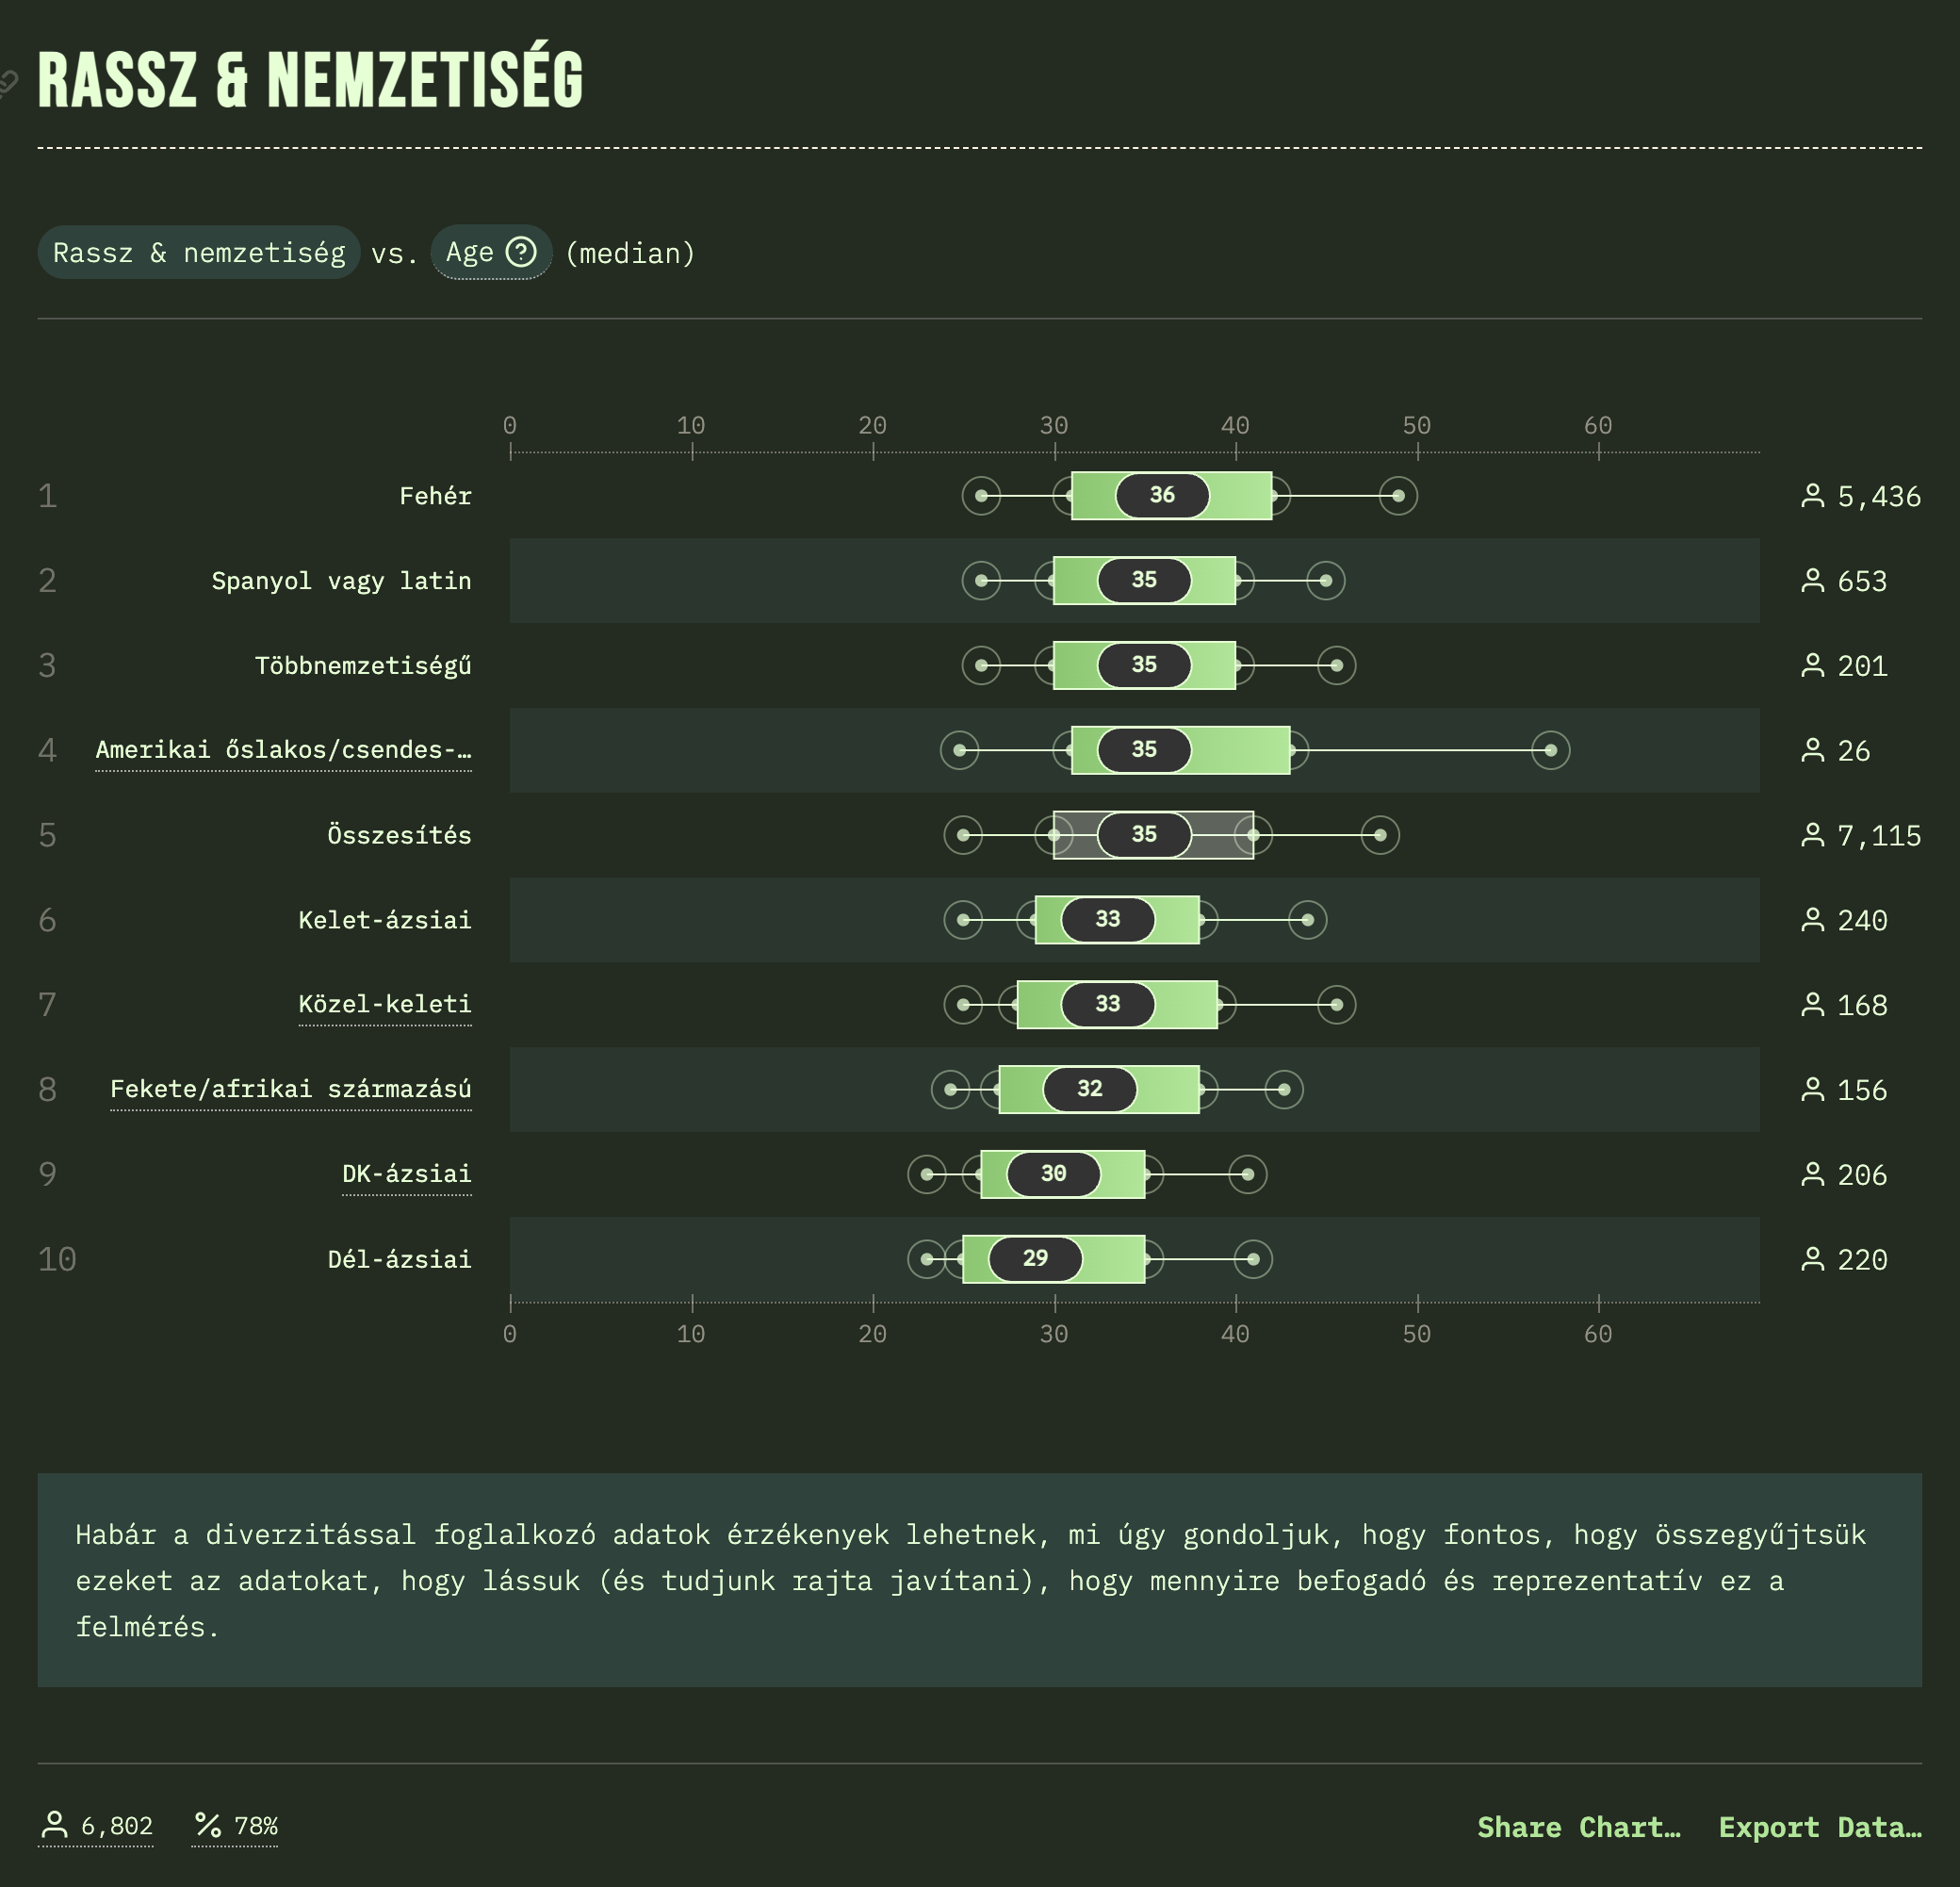 RASSZ & NEMZETISÉG
Rassz & nemzetiség vs. Age (median)
0 10 20 30 40 50 60
1 Fehér 36 5,436
2 Spanyol vagy latin 35 653
3 Többnemzetiségű 35 201
4 Amerikai őslakos/csendes-… 35 26
5 Összesítés 35 7,115
6 Kelet-ázsiai 33 240
7 Közel-keleti 33 168
8 Fekete/afrikai származású 32 156
9 DK-ázsiai 30 206
10 Dél-ázsiai 29 220
0 10 20 30 40 50 60
Habár a diverzitással foglalkozó adatok érzékenyek lehetnek, mi úgy gondoljuk, hogy fontos, hogy összegyűjtsük
ezeket az adatokat, hogy lássuk (és tudjunk rajta javítani), hogy mennyire befogadó és reprezentatív ez a
felmérés.
6,802 78% Share Chart… Export Data…